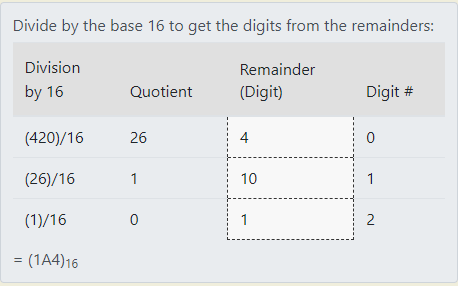 Divide by the base 16 to get the digits from the remainders:
Division by 16 Quotient Remainder (Digit) Digit #
(420)/16 26 4 0
(26)/16 1 10 1
(1)/16 0 1 2
= (1A4)16